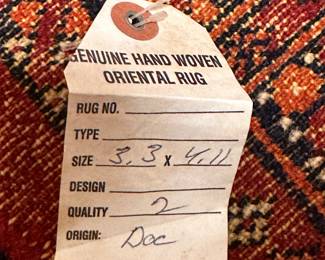 GENUINE HAND WOVEN
ORIENTAL RUG
RUG NO.
TYPE
SIZE 3.3 X 4.11
DESIGN
QUALITY 2
ORIGIN: Doc